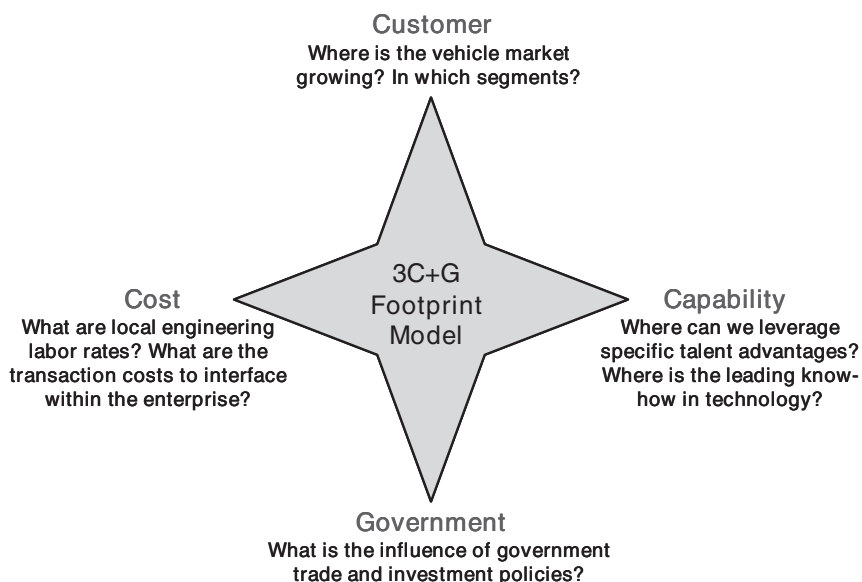 Customer
Where is the vehicle market
growing? In which segments?
3C+G
Footprint
Model
Cost
What are local engineering
labor rates? What are the
transaction costs to interface
within the enterprise?
Capability
Where can we leverage
specific talent advantages?
Where is the leading know-
how in technology?
Government
What is the influence of government
trade and investment policies?